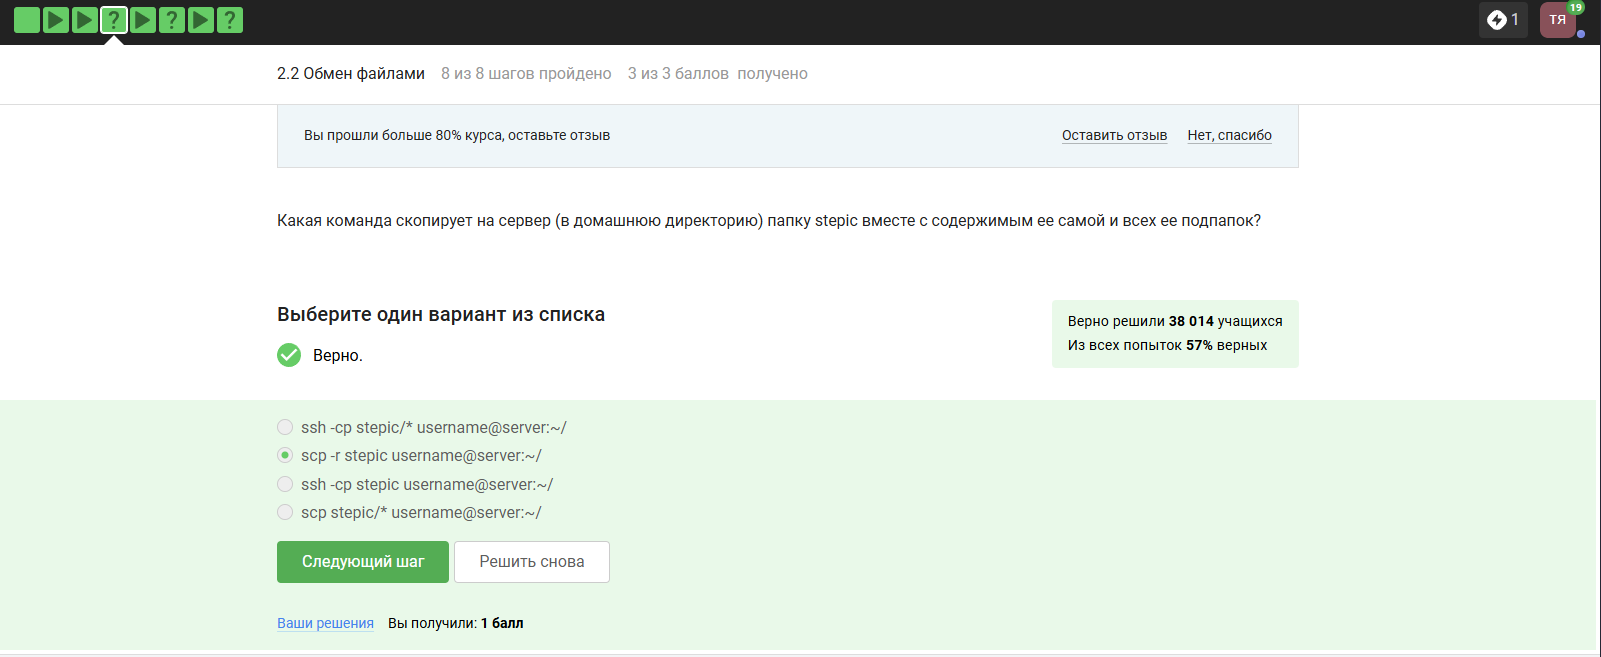 ? ? ?
1
ТЯ
19
2.2 Обмен файлами 8 из 8 шагов пройдено 3 из 3 баллов получено
Вы прошли больше 80% курса, оставьте отзыв Оставить отзыв Нет, спасибо
Какая команда скопирует на сервер (в домашнюю директорию) папку stepic вместе с содержимым ее самой и всех ее подпапок?
Выберите один вариант из списка
Верно.
Верно решили 38 014 учащихся
Из всех попыток 57% верных
ssh -cp stepic/* username@server:~/
scp -r stepic username@server:~/
ssh -cp stepic username@server:~/
scp stepic/* username@server:~/
Следующий шаг Решить снова
Ваши решения Вы получили: 1 балл